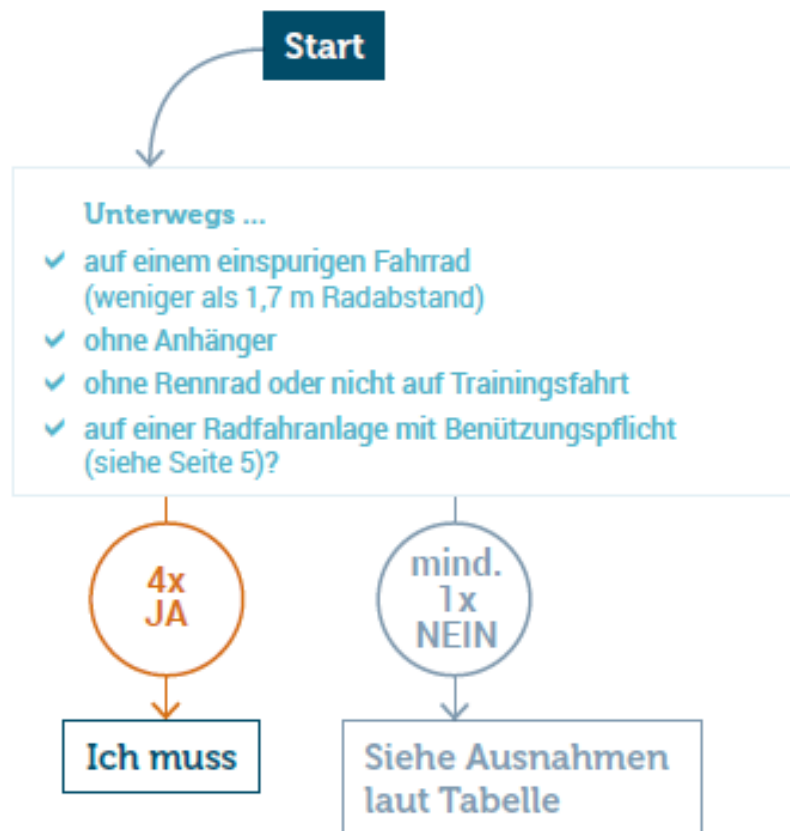 Start
Unterwegs ...
auf einem einspurigen Fahrrad
(weniger als 1,7 m Radabstand)
ohne Anhänger
ohne Rennrad oder nicht auf Trainingsfahrt
auf einer Radfahranlage mit Benützungspflicht
(siehe Seite 5)?
4x
JA
mind.
1x
NEIN
Ich muss
Siehe Ausnahmen
laut Tabelle